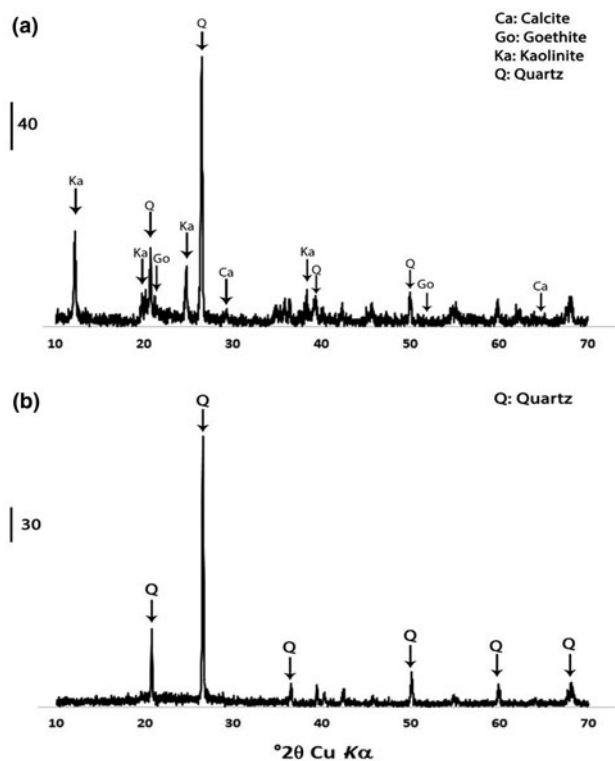 (a)
Q
Ca: Calcite
Go: Goethite
Ka: Kaolinite
Q: Quartz
40
Ka
Q
Ka
Go
Ka
Ca
Ka
Q
Q
Go
Ca
10 20 30 40 50 60 70
(b)
Q
Q: Quartz
30
Q
Q
Q
Q
Q
10 20 30 40 50 60 70
°2θ Cu Kα